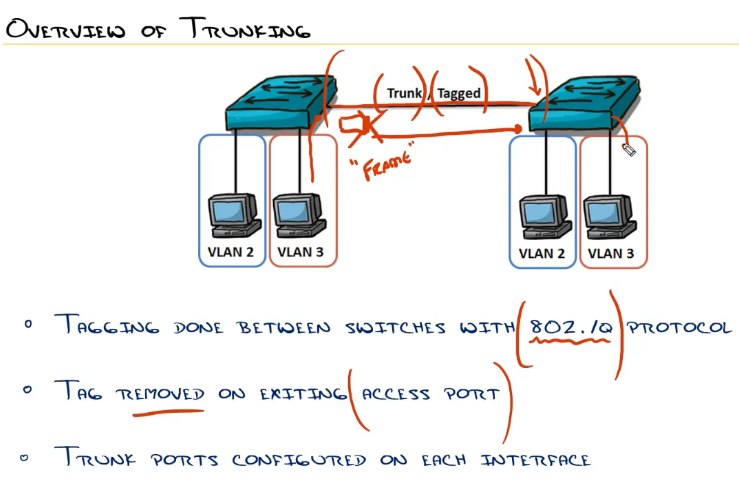 Overview of Trunking
Trunk / Tagged
"Frame"
VLAN 2 VLAN 3 VLAN 2 VLAN 3
Tagging done between switches with 802.1Q protocol
Tag removed on exiting access port
Trunk ports configured on each interface